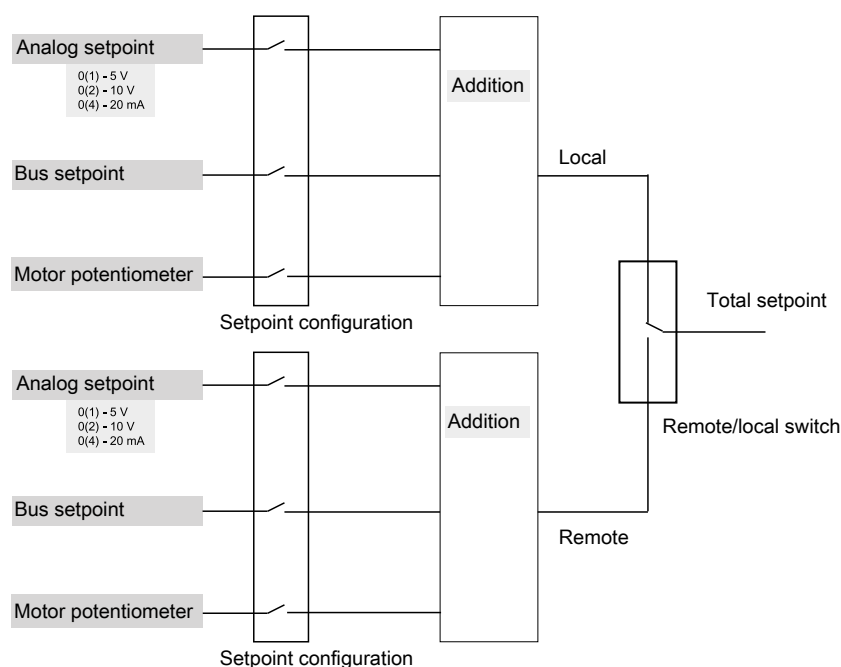 Analog setpoint
0(1) - 5 V
0(2) - 10 V
0(4) - 20 mA
Addition
Local
Bus setpoint
Motor potentiometer
Total setpoint
Setpoint configuration
Analog setpoint
0(1) - 5 V
0(2) - 10 V
0(4) - 20 mA
Addition
Remote/local switch
Bus setpoint
Remote
Motor potentiometer
Setpoint configuration